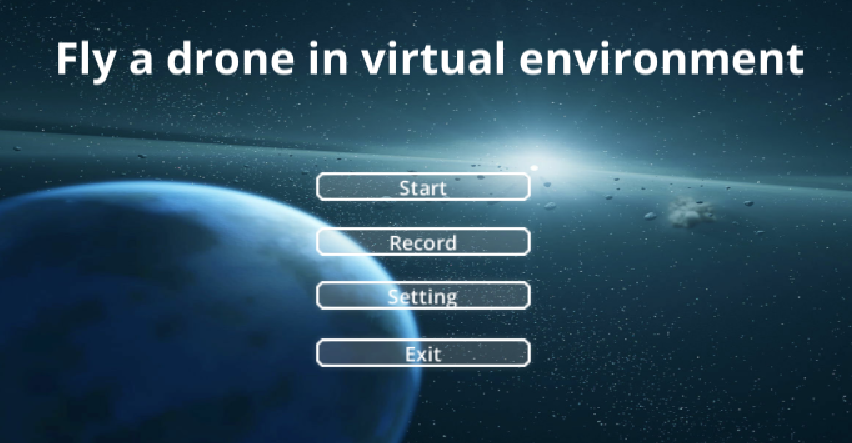 Fly a drone in virtual environment
Start
Record
Setting
Exit